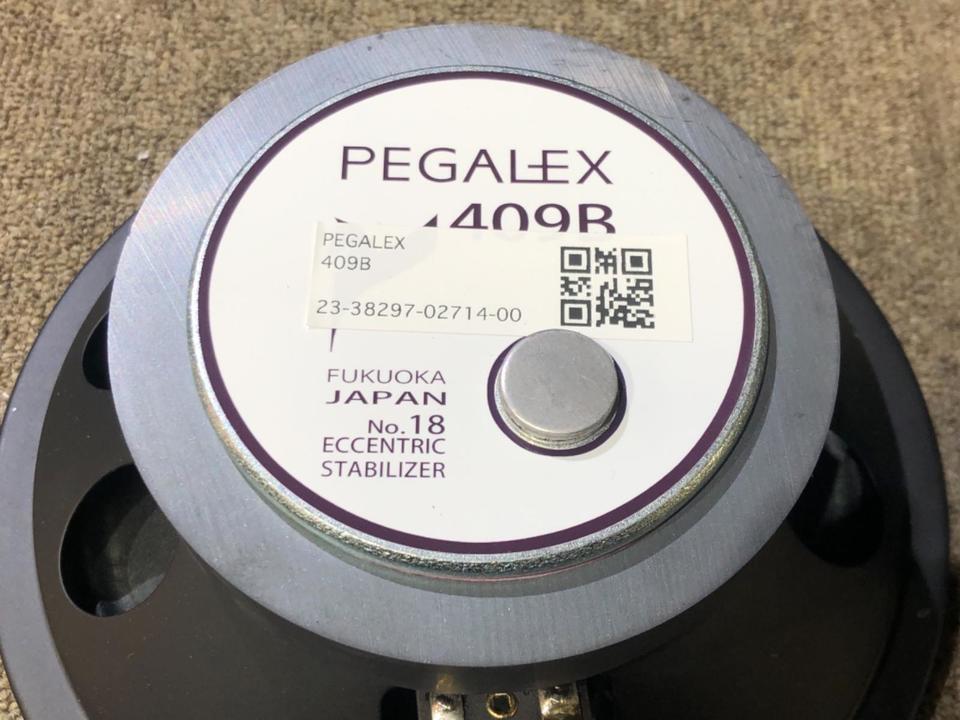 PEGALEX
409B
PEGALEX
409B
23-38297-02714-00
FUKUOKA
JAPAN
No.18
ECCENTRIC
STABILIZER